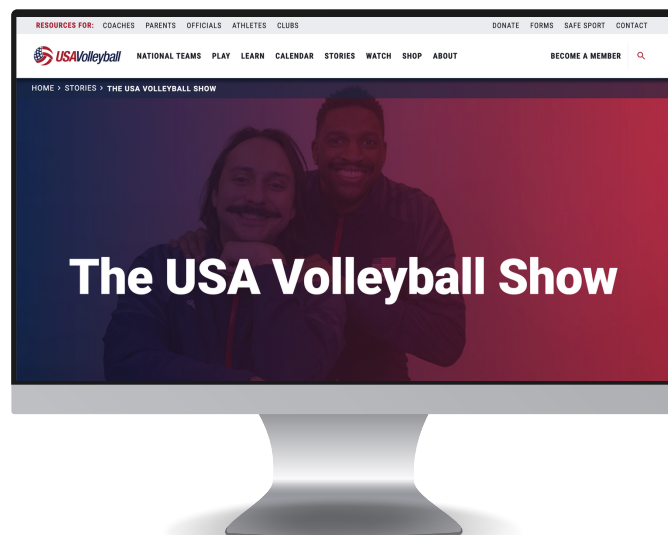 RESOURCES FOR: COACHES PARENTS OFFICIALS ATHLETES CLUBS DONATE FORMS SAFE SPORT CONTACT
USAVolleyball NATIONAL TEAMS PLAY LEARN CALENDAR STORIES WATCH SHOP ABOUT BECOME A MEMBER
HOME > STORIES > THE USA VOLLEYBALL SHOW
The USA Volleyball Show